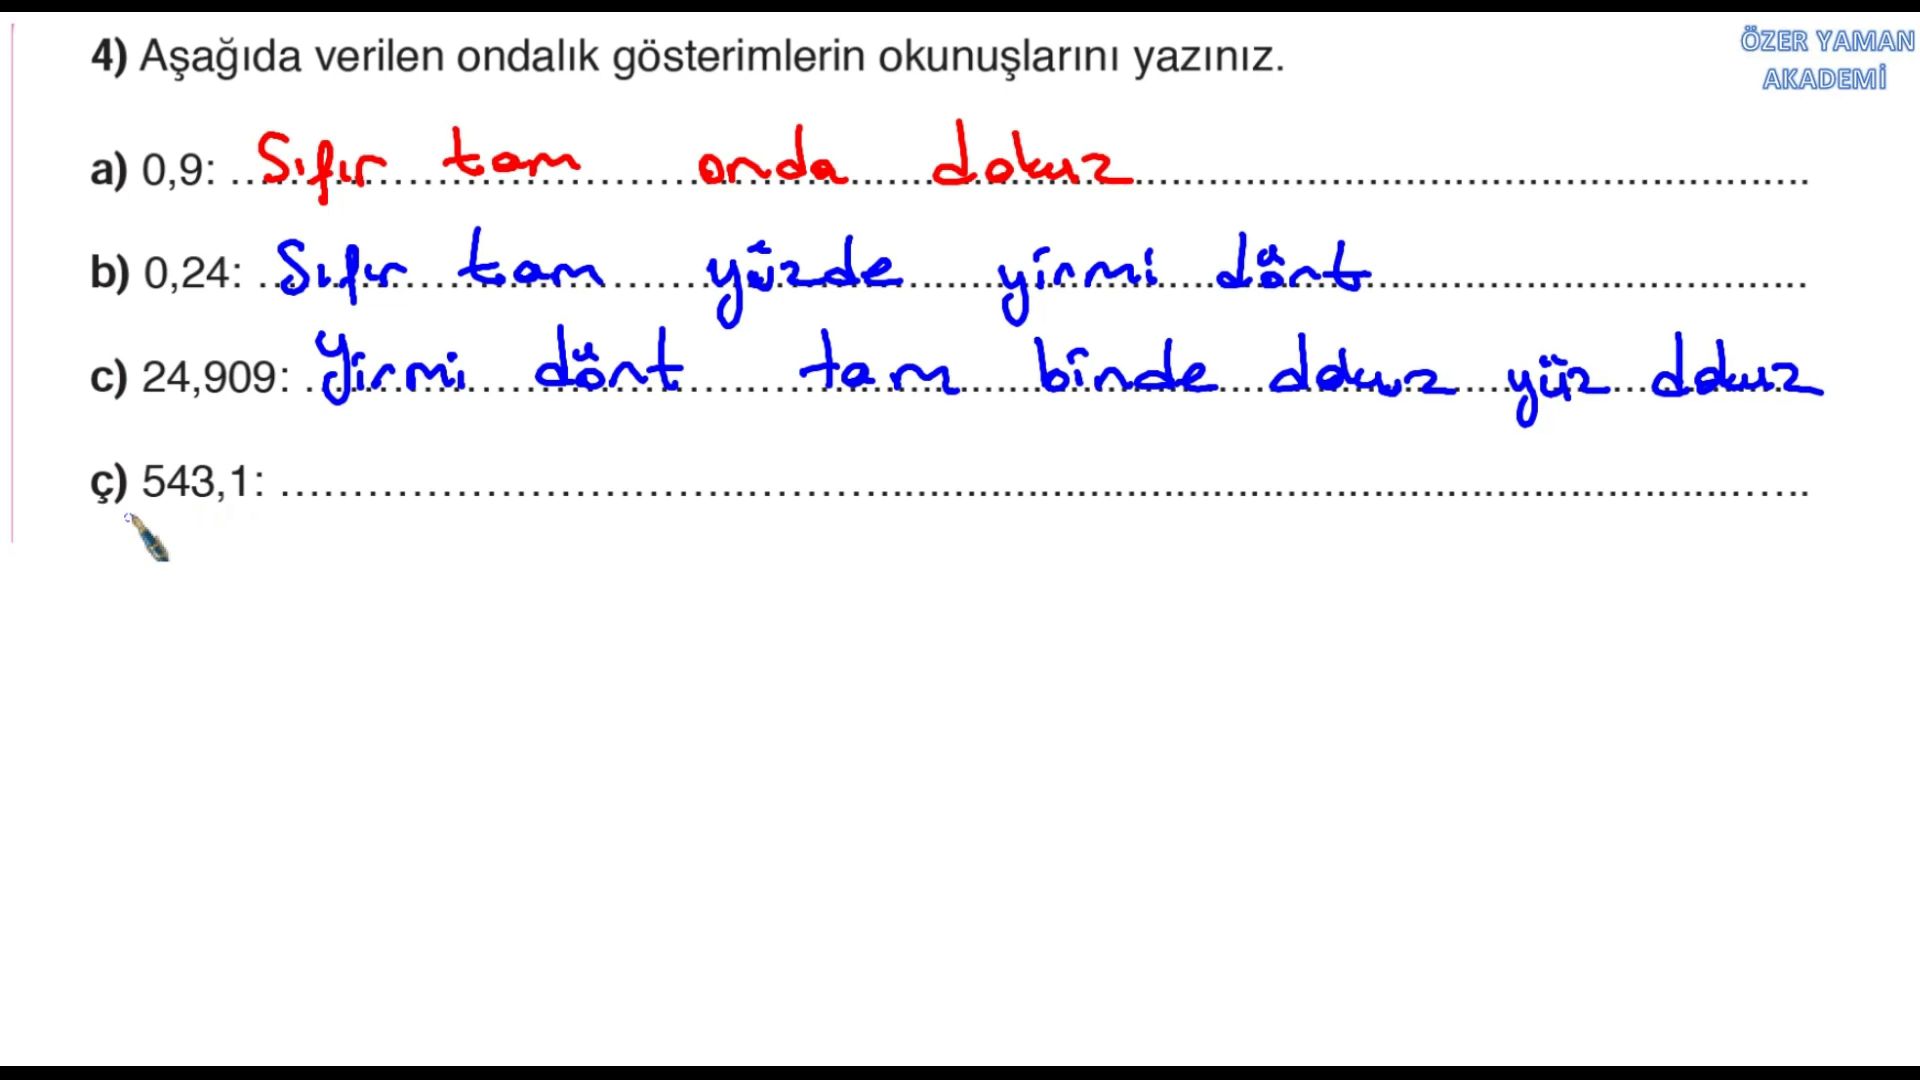 4) Aşağıda verilen ondalık gösterimlerin okunuşlarını yazınız.
ÖZER YAMAN
AKADEMİ
a) 0,9: Sıfır tam onda dokuz
b) 0,24: Sıfır tam yüzde yirmi dört
c) 24,909: Yirmi dört tam binde dokuz yüz dokuz
ç) 543,1: